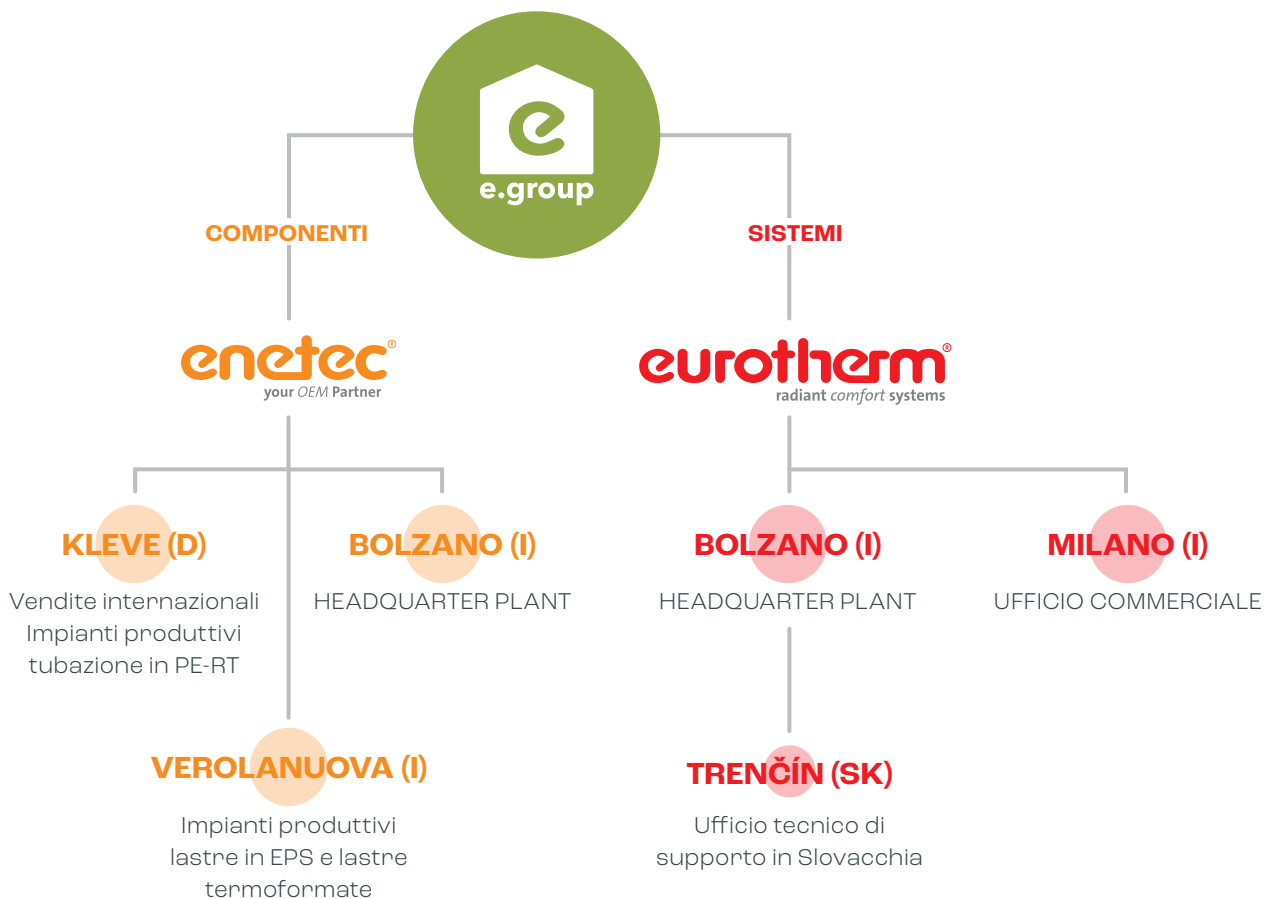 e
e.group
COMPONENTI
SISTEMI
enetec®
your OEM Partner
eurotherm®
radiant comfort systems
KLEVE (D)
Vendite internazionali
Impianti produttivi
tubazione in PE-RT
BOLZANO (I)
HEADQUARTER PLANT
BOLZANO (I)
HEADQUARTER PLANT
MILANO (I)
UFFICIO COMMERCIALE
VEROLANUOVA (I)
Impianti produttivi
lastre in EPS e lastre
termoformate
TRENČÍN (SK)
Ufficio tecnico di
supporto in Slovacchia